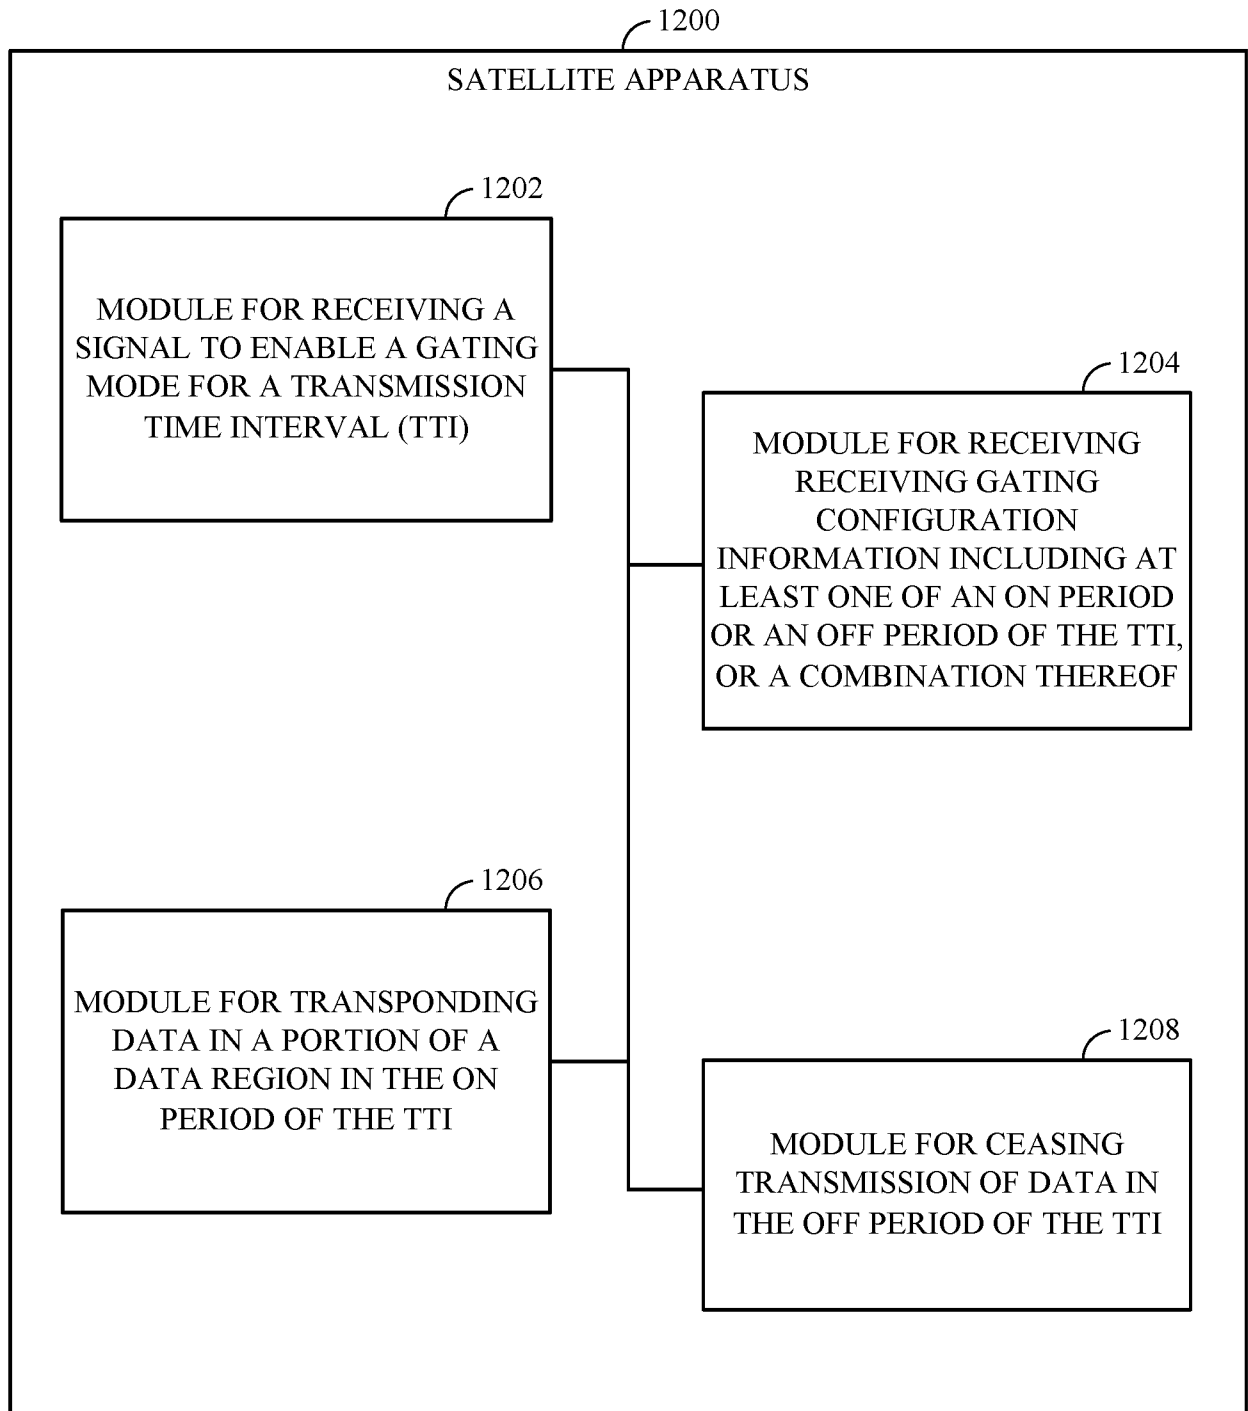 1200
SATELLITE APPARATUS
1202
MODULE FOR RECEIVING A
SIGNAL TO ENABLE A GATING
MODE FOR A TRANSMISSION
TIME INTERVAL (TTI)
1204
MODULE FOR RECEIVING
RECEIVING GATING
CONFIGURATION
INFORMATION INCLUDING AT
LEAST ONE OF AN ON PERIOD
OR AN OFF PERIOD OF THE TTI,
OR A COMBINATION THEREOF
1206
MODULE FOR TRANSPONDING
DATA IN A PORTION OF A
DATA REGION IN THE ON
PERIOD OF THE TTI
1208
MODULE FOR CEASING
TRANSMISSION OF DATA IN
THE OFF PERIOD OF THE TTI